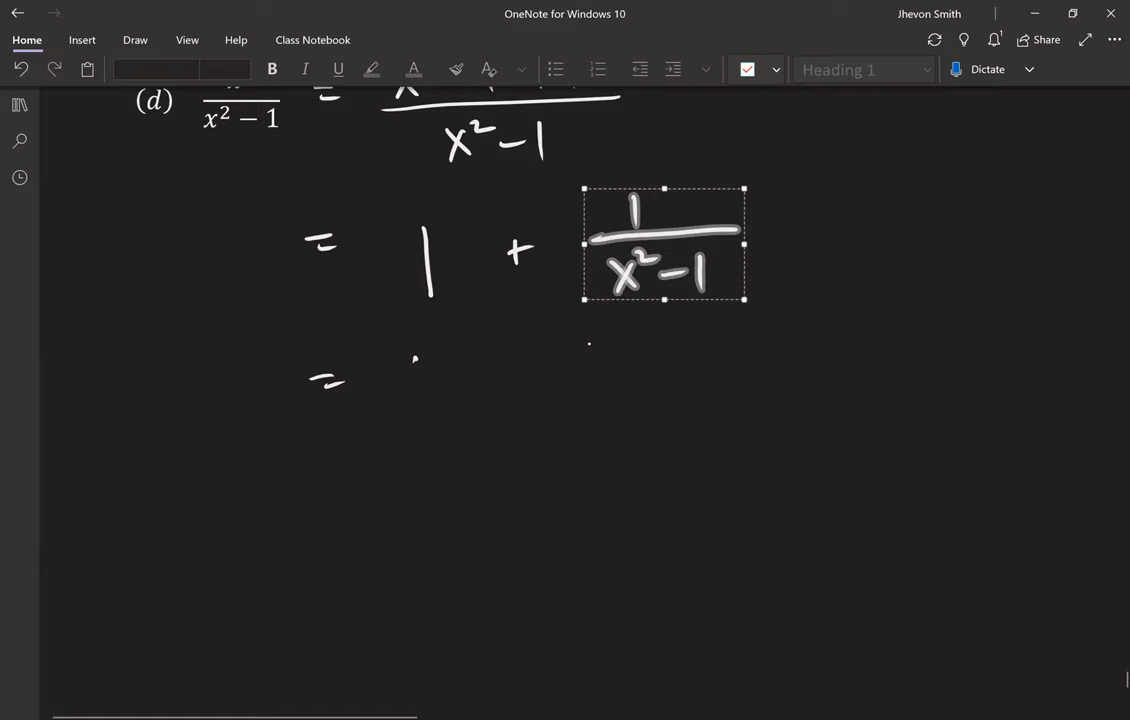 OneNote for Windows 10
Jhevon Smith
Home Insert Draw View Help Class Notebook
Share
B I U A
Heading 1
Dictate
(d) x² − 1 = x² − 1
= 1 + 1/(x² − 1)
=